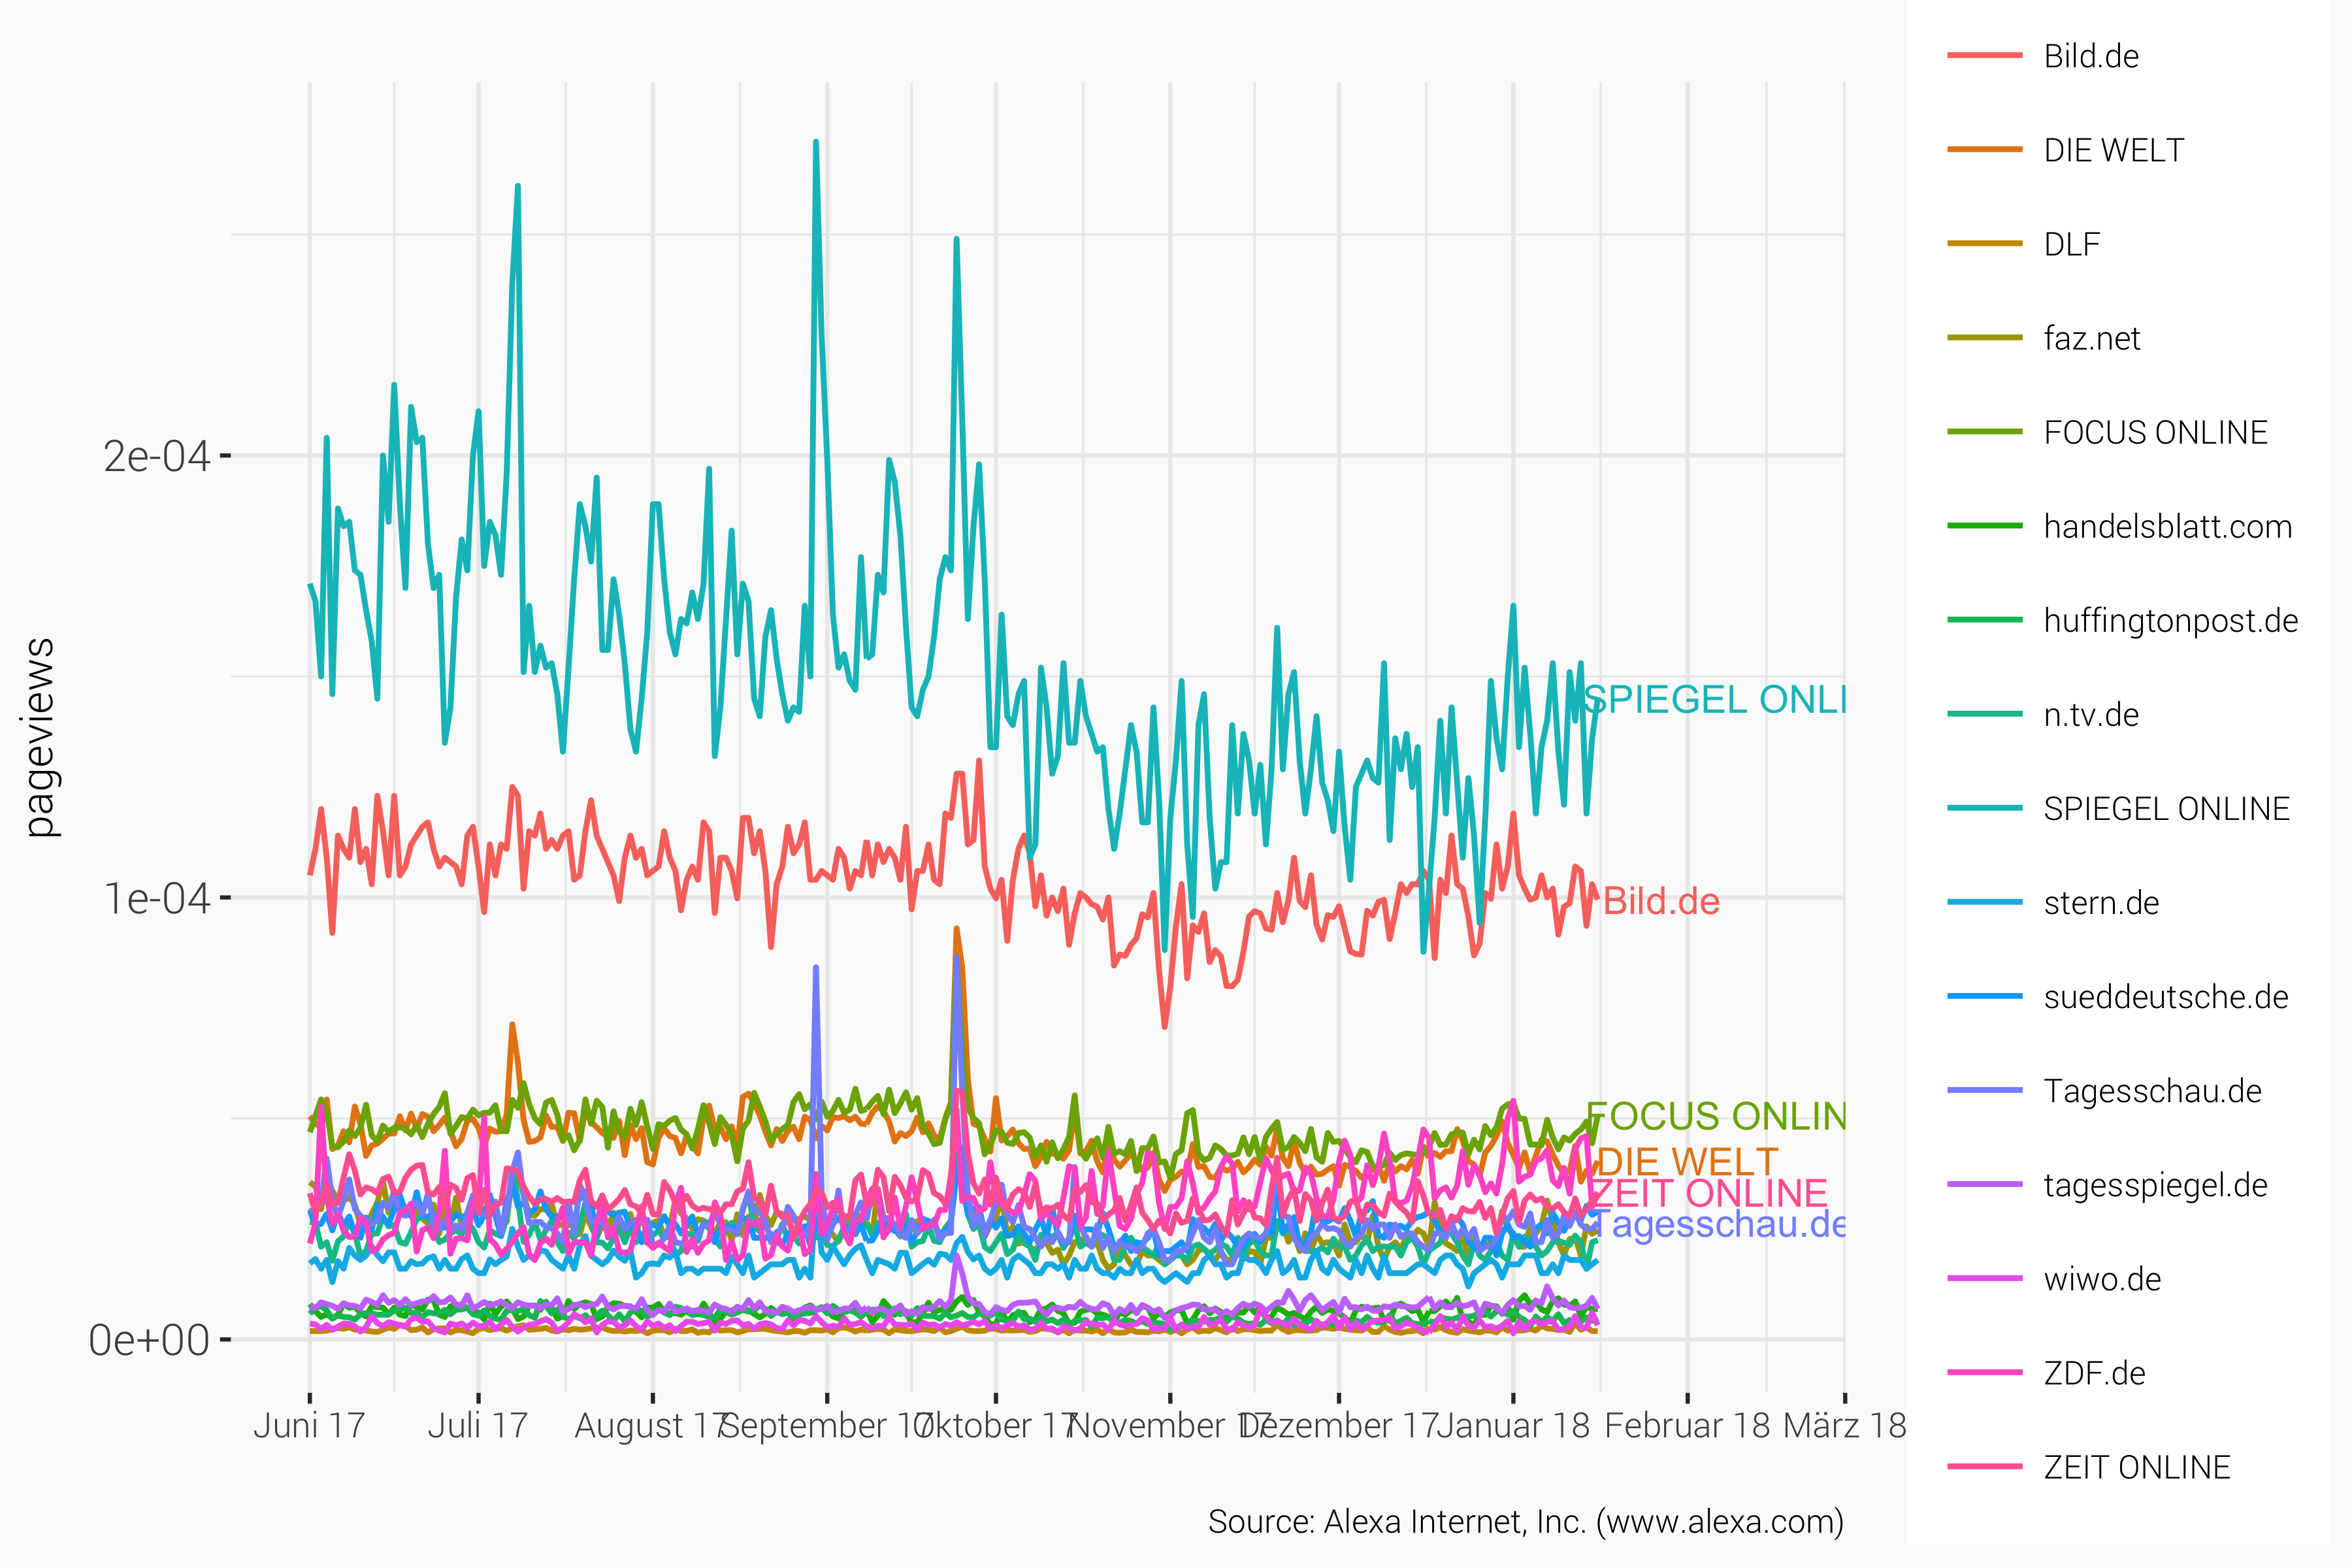 Bild.de
DIE WELT
DLF
faz.net
FOCUS ONLINE
handelsblatt.com
huffingtonpost.de
n.tv.de
SPIEGEL ONLINE
stern.de
sueddeutsche.de
Tagesschau.de
tagesspiegel.de
wiwo.de
ZDF.de
ZEIT ONLINE
pageviews
2e-04
1e-04
0e+00
SPIEGEL ONLI
Bild.de
FOCUS ONLIN
DIE WELT
ZEIT ONLINE
Tagesschau.de
Juni 17 Juli 17 August 17 September 17 Oktober 17 November 17 Dezember 17 Januar 18 Februar 18 März 18
Source: Alexa Internet, Inc. (www.alexa.com)